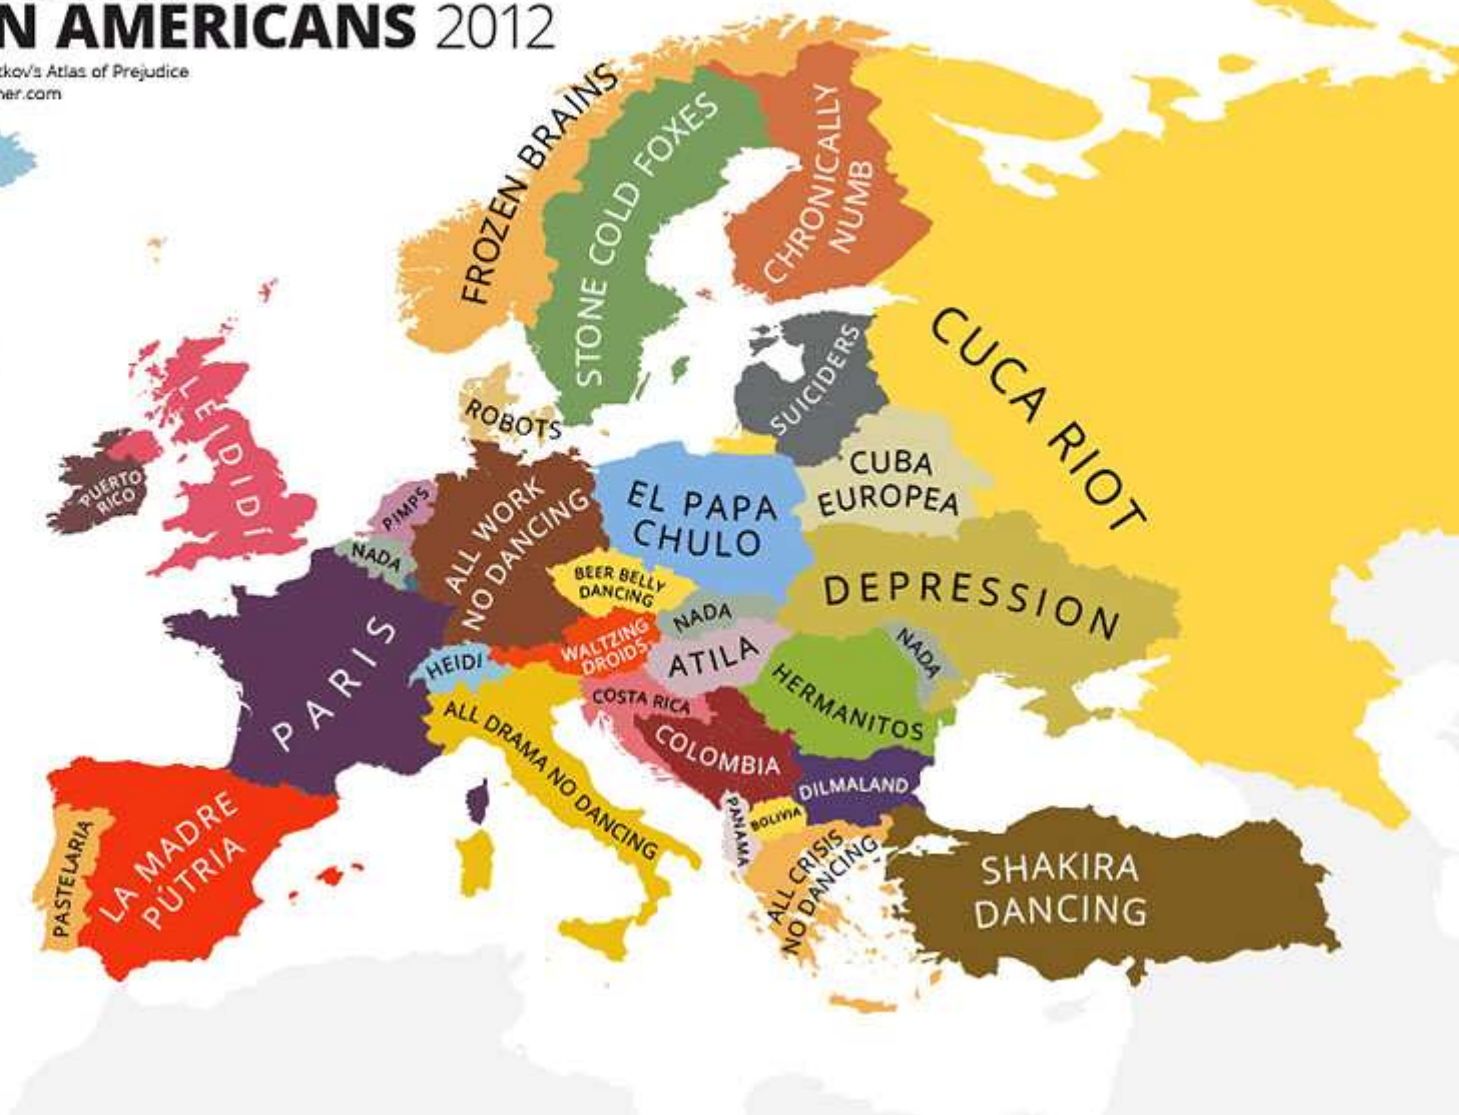 N AMERICANS 2012
tkov's Atlas of Prejudice
ner.com
FROZEN BRAINS
STONE COLD FOXES
CHRONICALLY
NUMB
CUCA RIOT
SUICIDERS
ROBOTS
LEIDIDÍ
PUERTO
RICO
PIMPS
NADA
ALL WORK
NO DANCING
EL PAPA
CHULO
CUBA
EUROPEA
DEPRESSION
BEER BELLY
DANCING
NADA
NADA
WALTZING
DROIDS
ATILA
HERMANITOS
HEIDI
PARIS
COSTA RICA
ALL DRAMA NO DANCING
COLOMBIA
DILMALAND
PANAMA
BOLIVIA
ALL CRISIS
NO DANCING
SHAKIRA
DANCING
PASTELARIA
LA MADRE
PÚTRIA